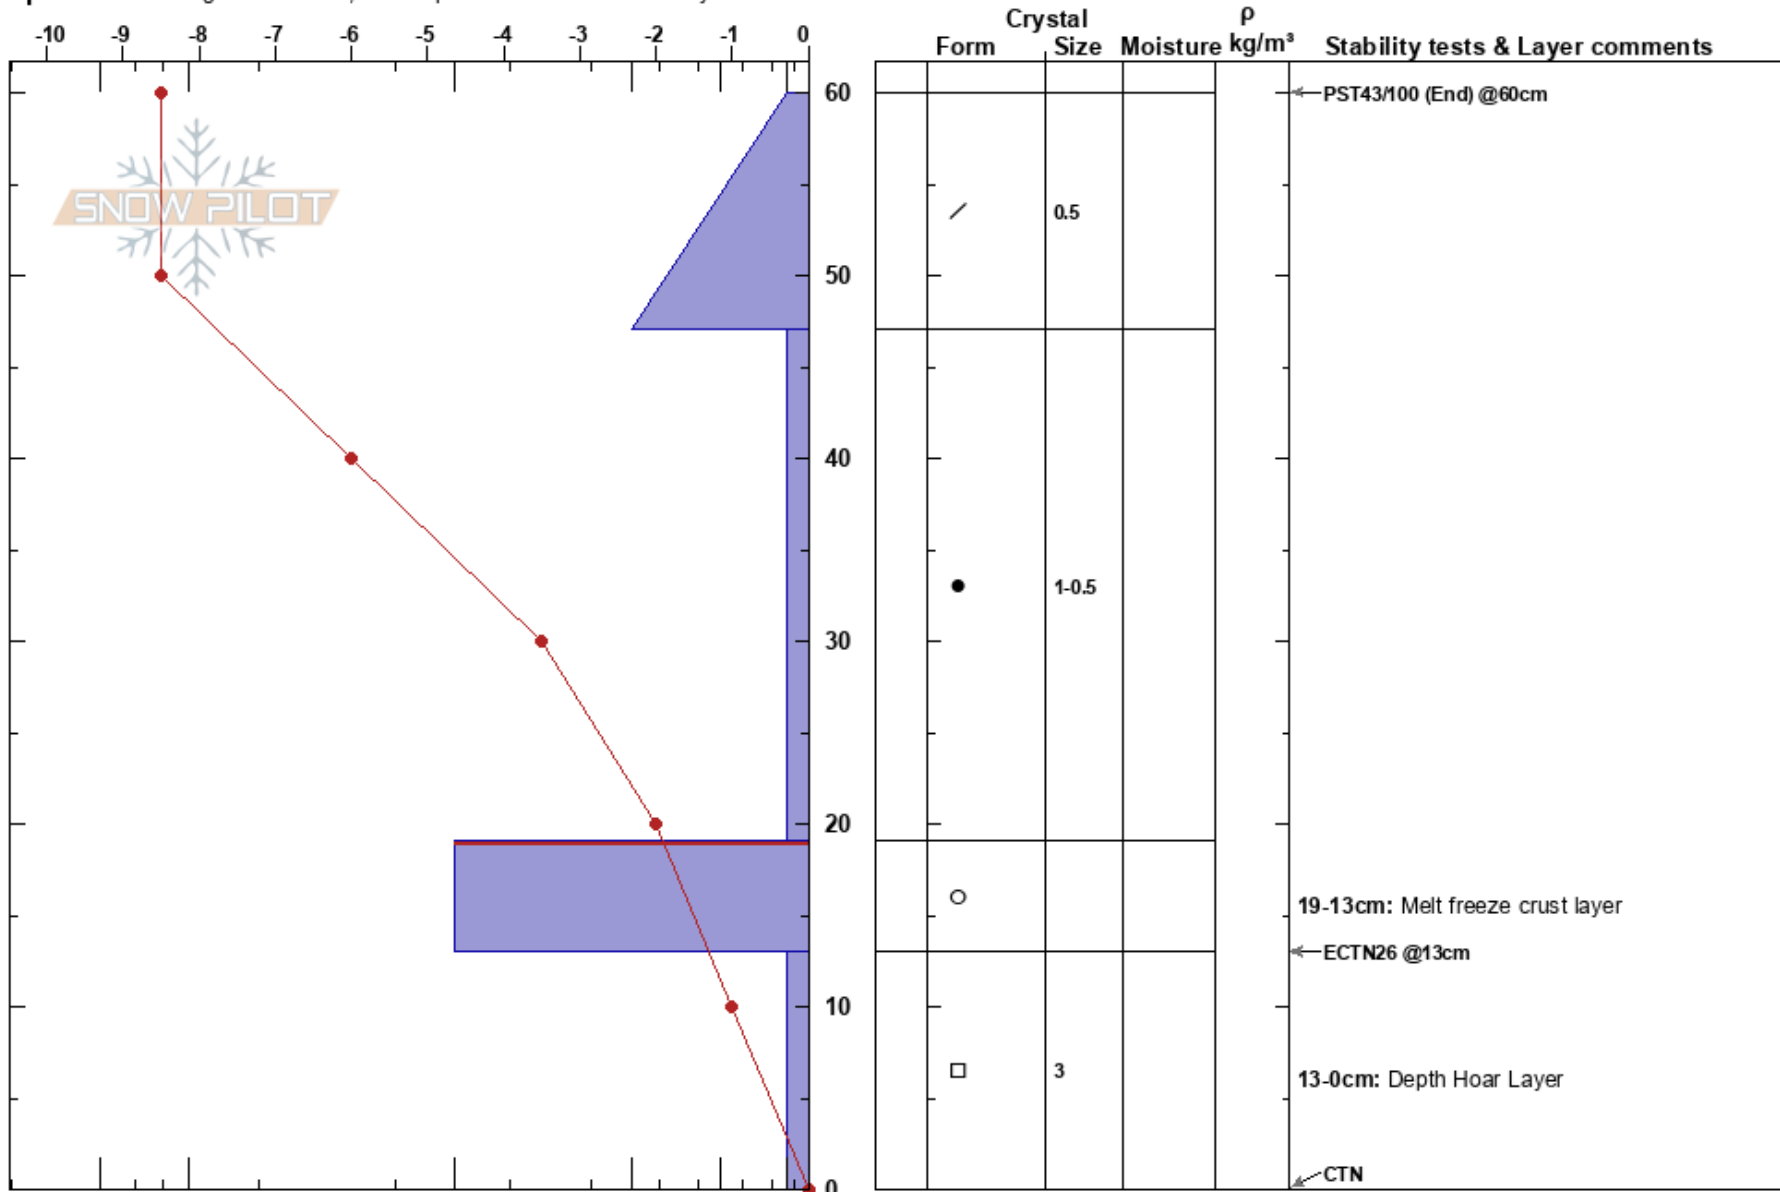 Crystal ρ
-10 -9 -8 -7 -6 -5 -4 -3 -2 -1 0 Form Size Moisture kg/m³ Stability tests & Layer comments
60 PST43/100 (End) @60cm
SNOW PILOT 0.5
50
40
1-0.5
30
20
19-13cm: Melt freeze crust layer
ECTN26 @13cm
10
3 13-0cm: Depth Hoar Layer
CTN
0